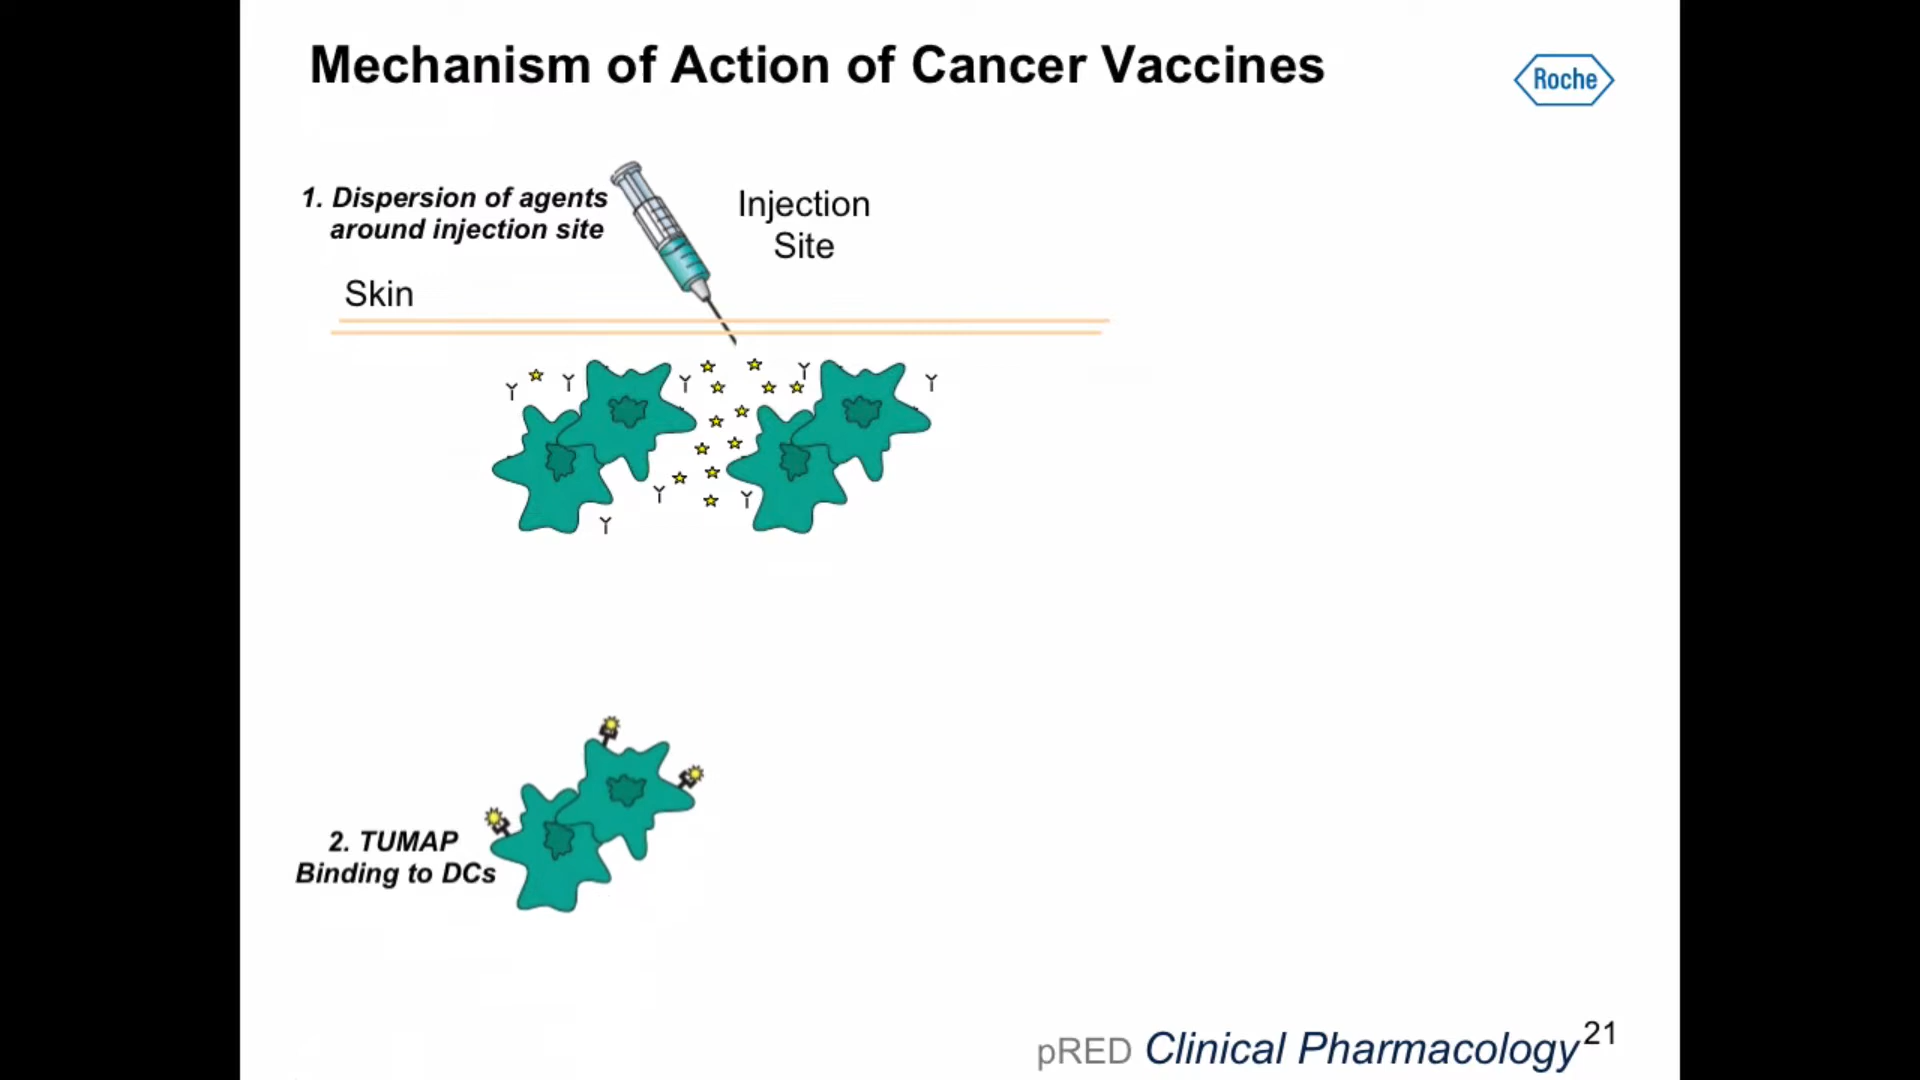 Mechanism of Action of Cancer Vaccines
Roche
1. Dispersion of agents
around injection site
Injection
Site
Skin
2. TUMAP
Binding to DCs
pRED Clinical Pharmacology 21